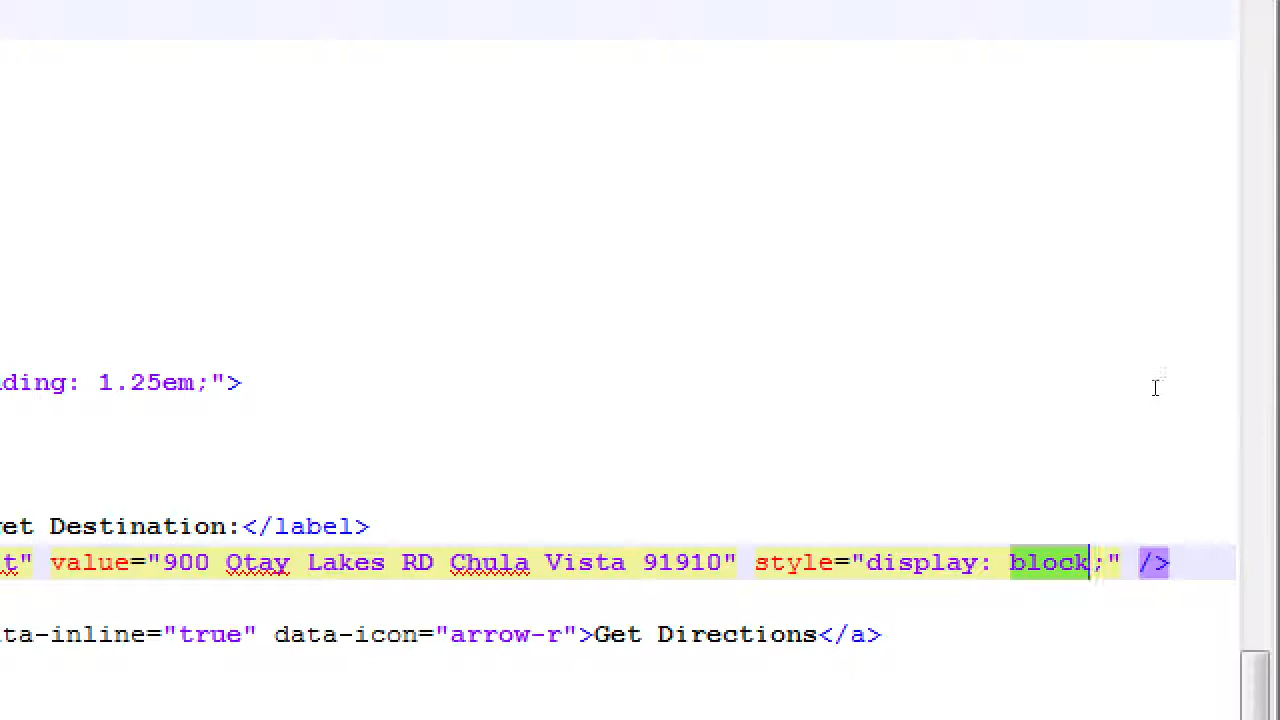 ding: 1.25em;">
et Destination:</label>
t" value="900 Otay Lakes RD Chula Vista 91910" style="display: block;" />
ta-inline="true" data-icon="arrow-r">Get Directions</a>